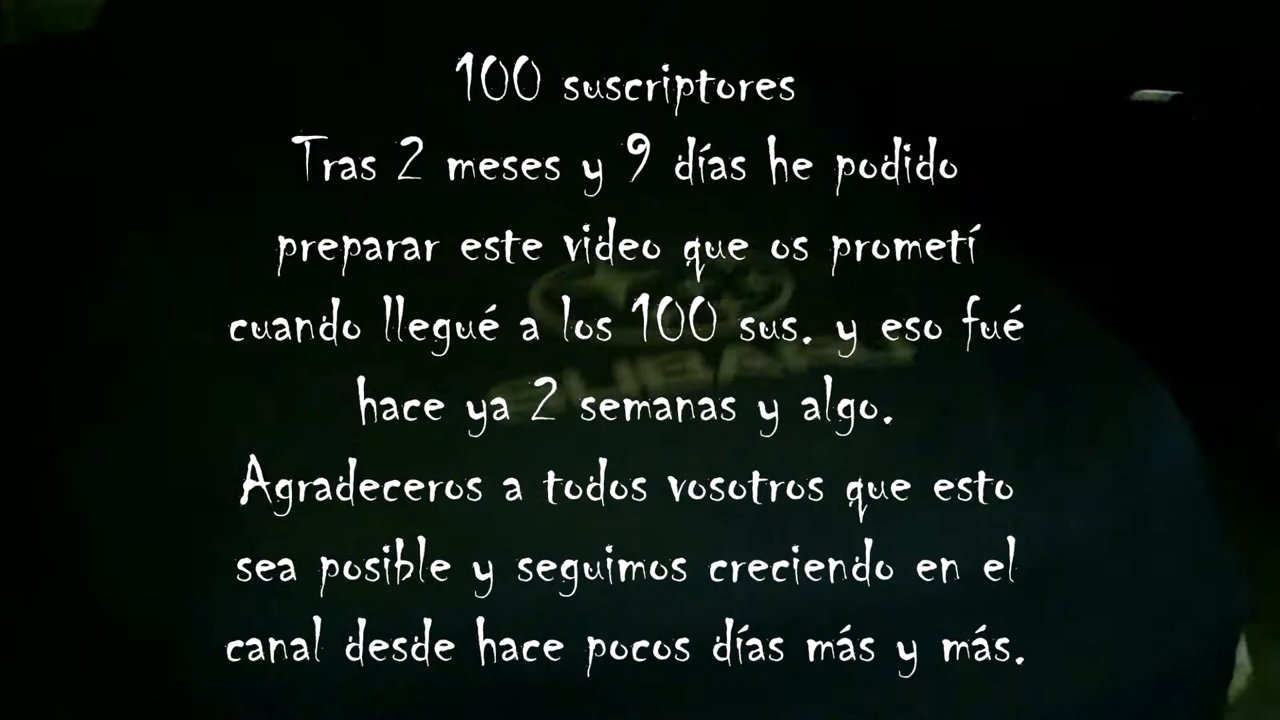 100 suscriptores
Tras 2 meses y 9 días he podido
preparar este video que os prometí
cuando llegué a los 100 sus. y eso fué
hace ya 2 semanas y algo.
Agradeceros a todos vosotros que esto
sea posible y seguimos creciendo en el
canal desde hace pocos días más y más.
SUBARU